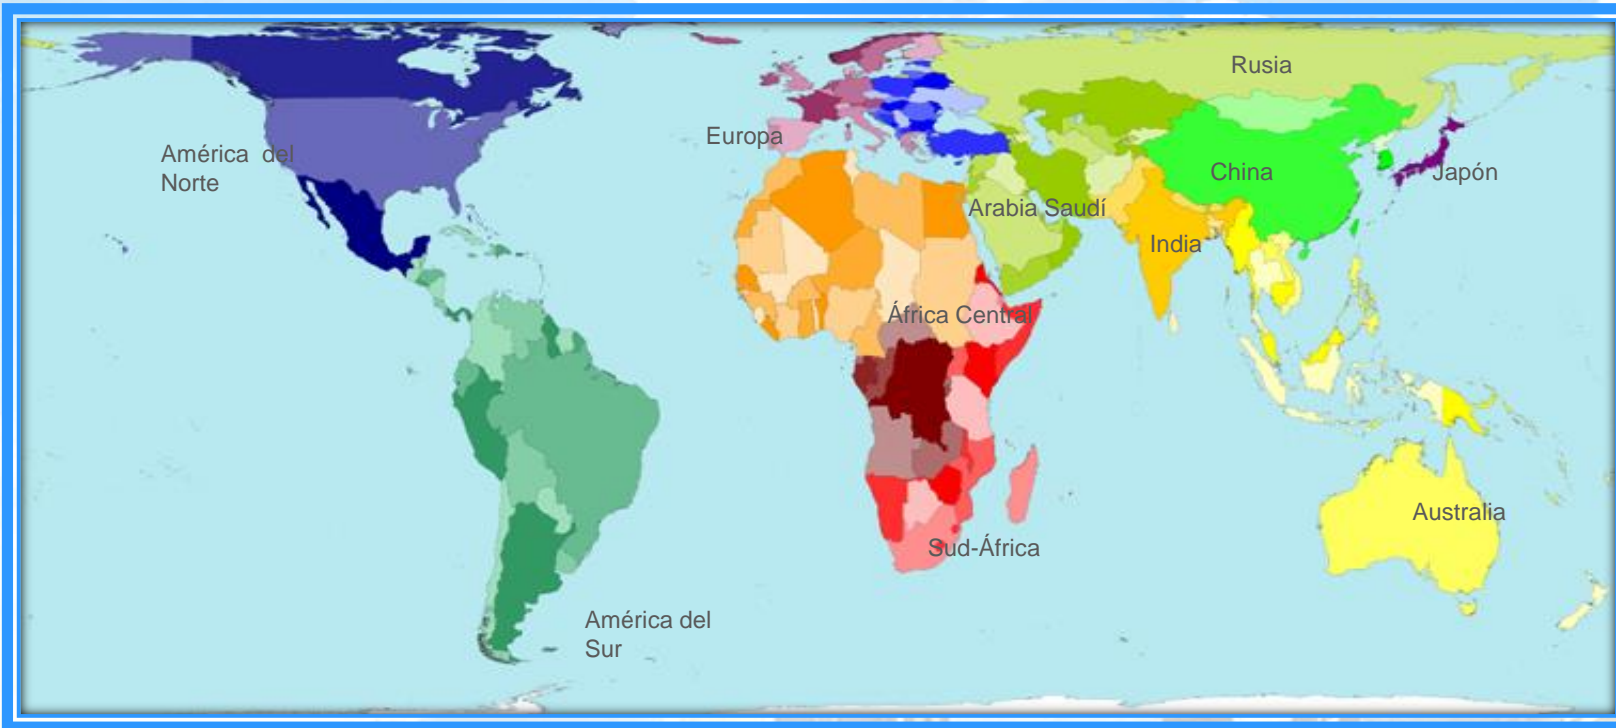 Rusia
Europa
América del
Norte
China
Japón
Arabia Saudí
India
África Central
Australia
Sud-África
América del
Sur